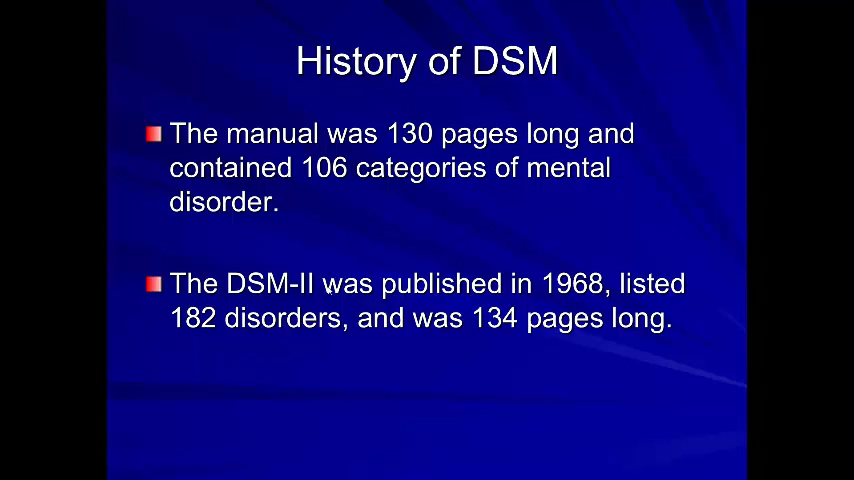 History of DSM
The manual was 130 pages long and
contained 106 categories of mental
disorder.
The DSM-II was published in 1968, listed
182 disorders, and was 134 pages long.